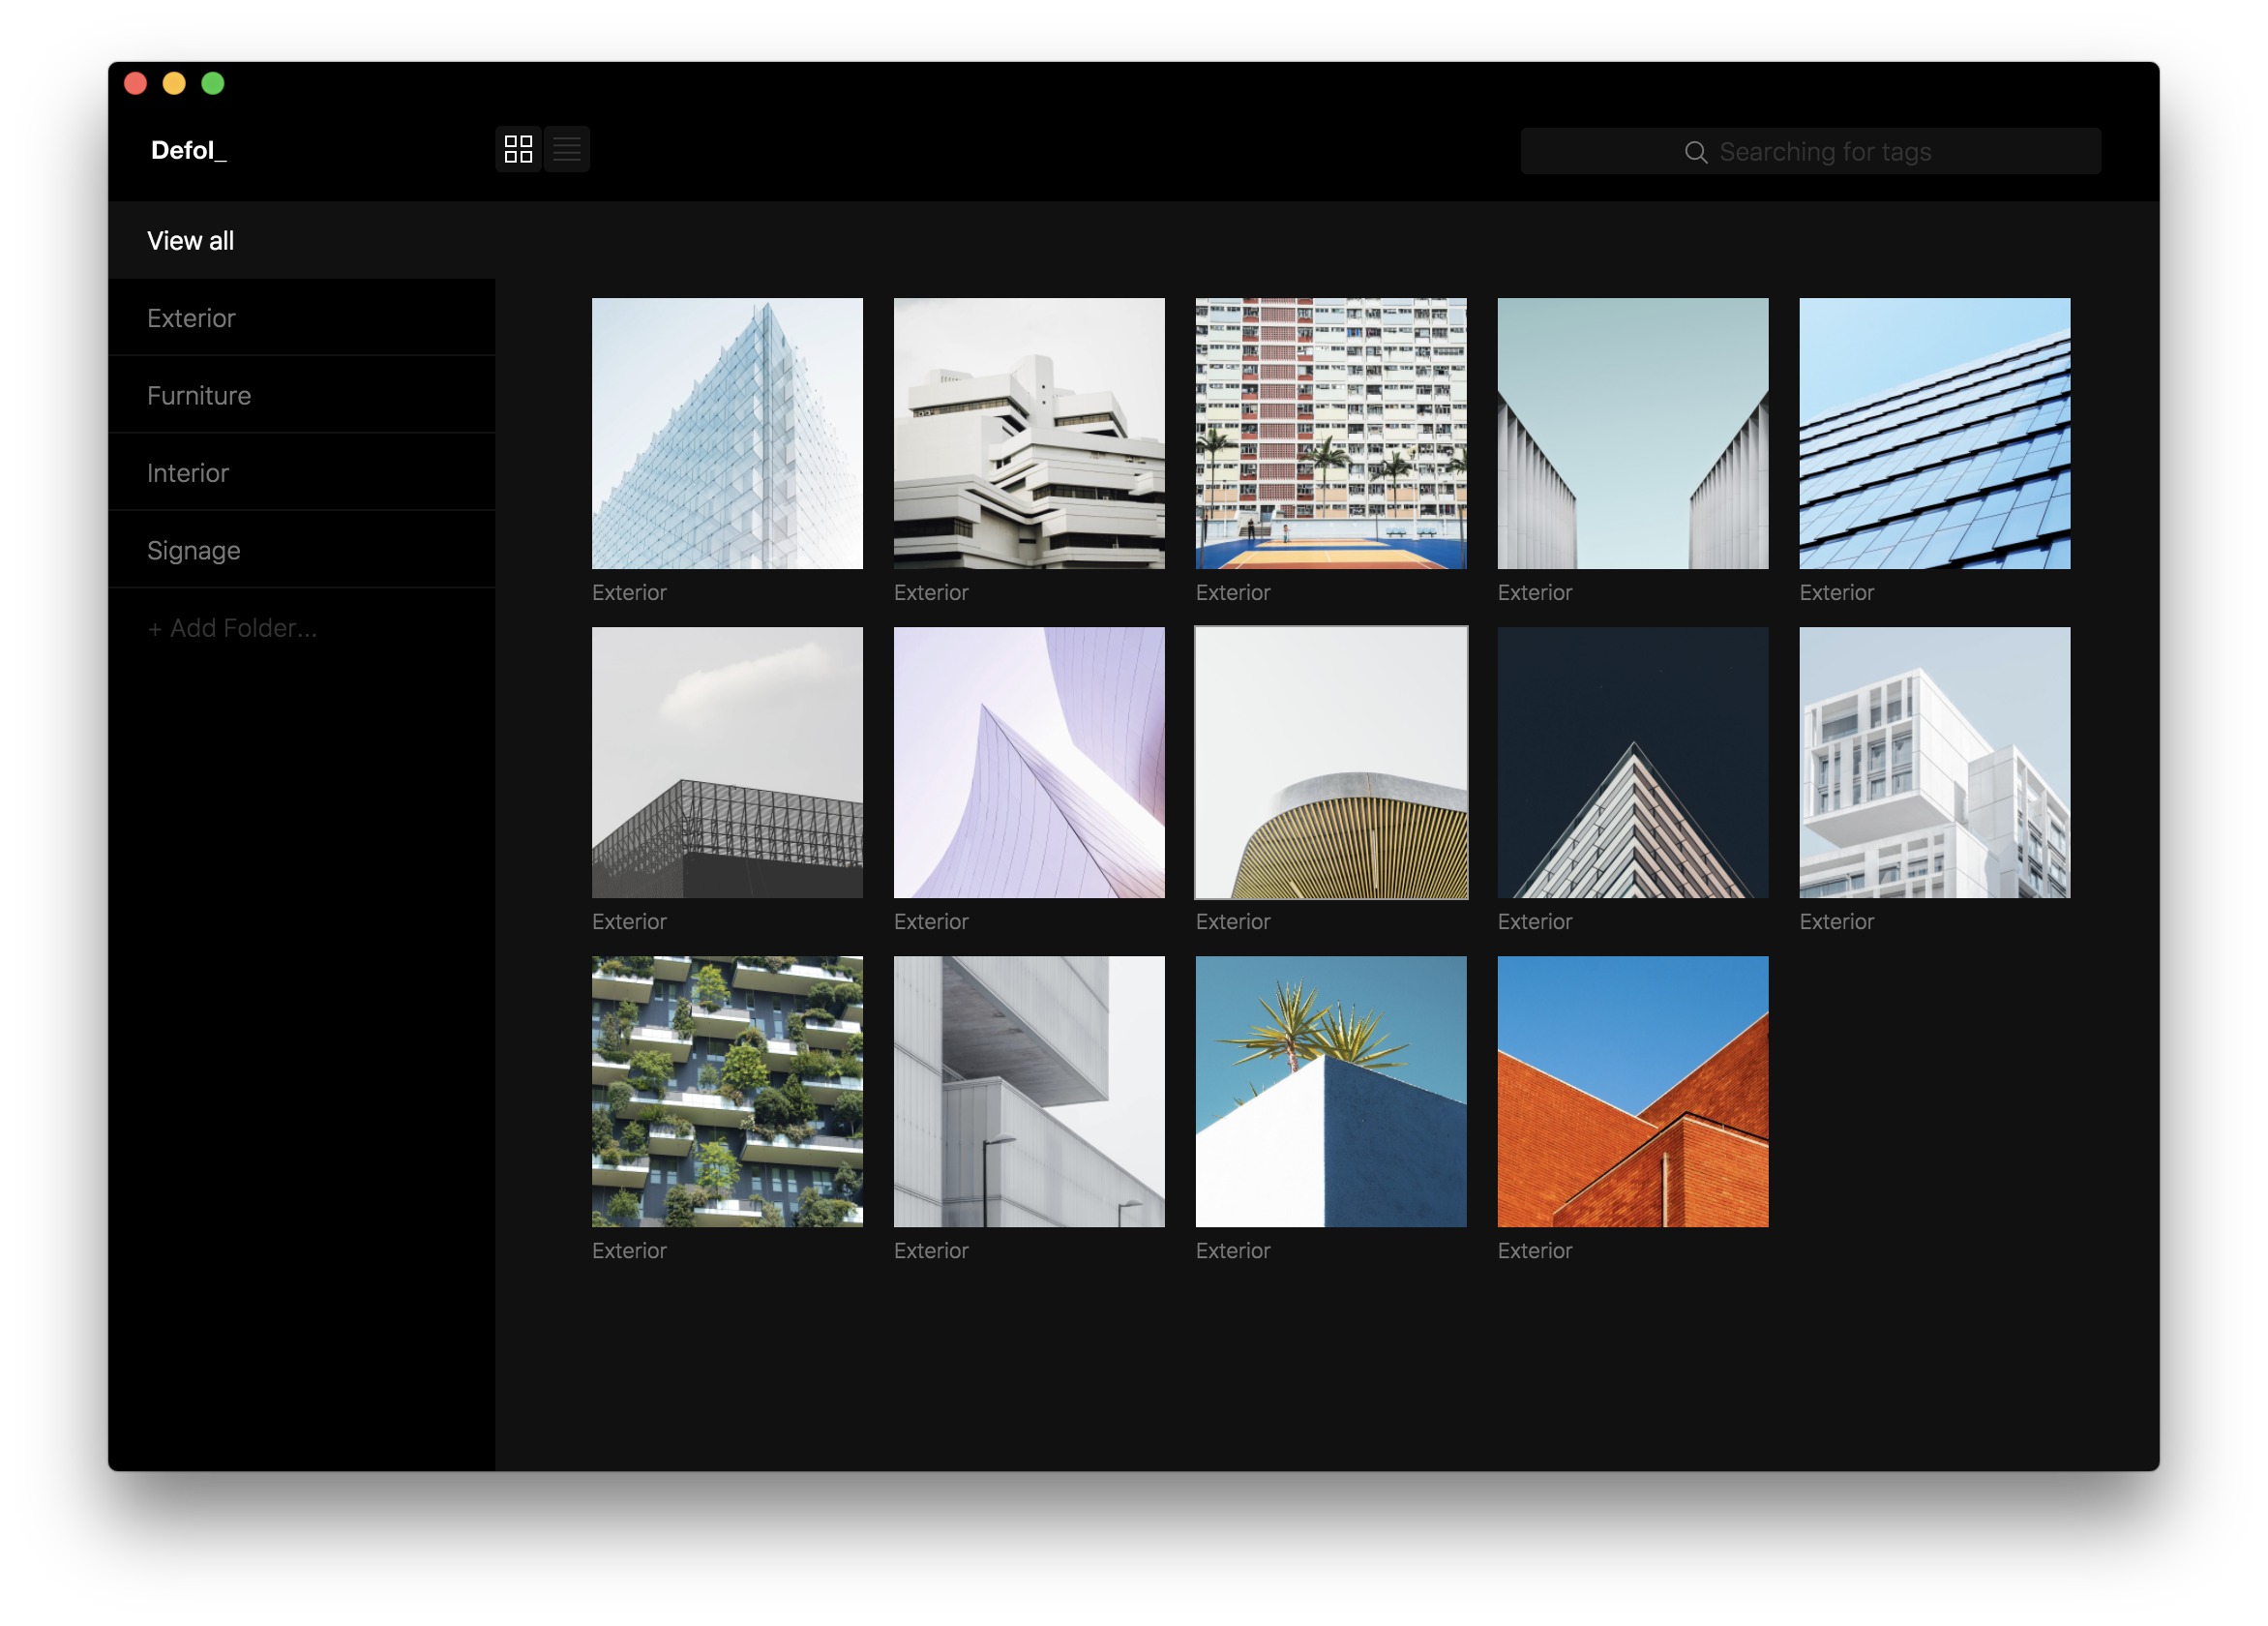 Defol_
Searching for tags
View all
Exterior
Furniture
Interior
Signage
+ Add Folder...
Exterior
Exterior
Exterior
Exterior
Exterior
Exterior
Exterior
Exterior
Exterior
Exterior
Exterior
Exterior
Exterior
Exterior